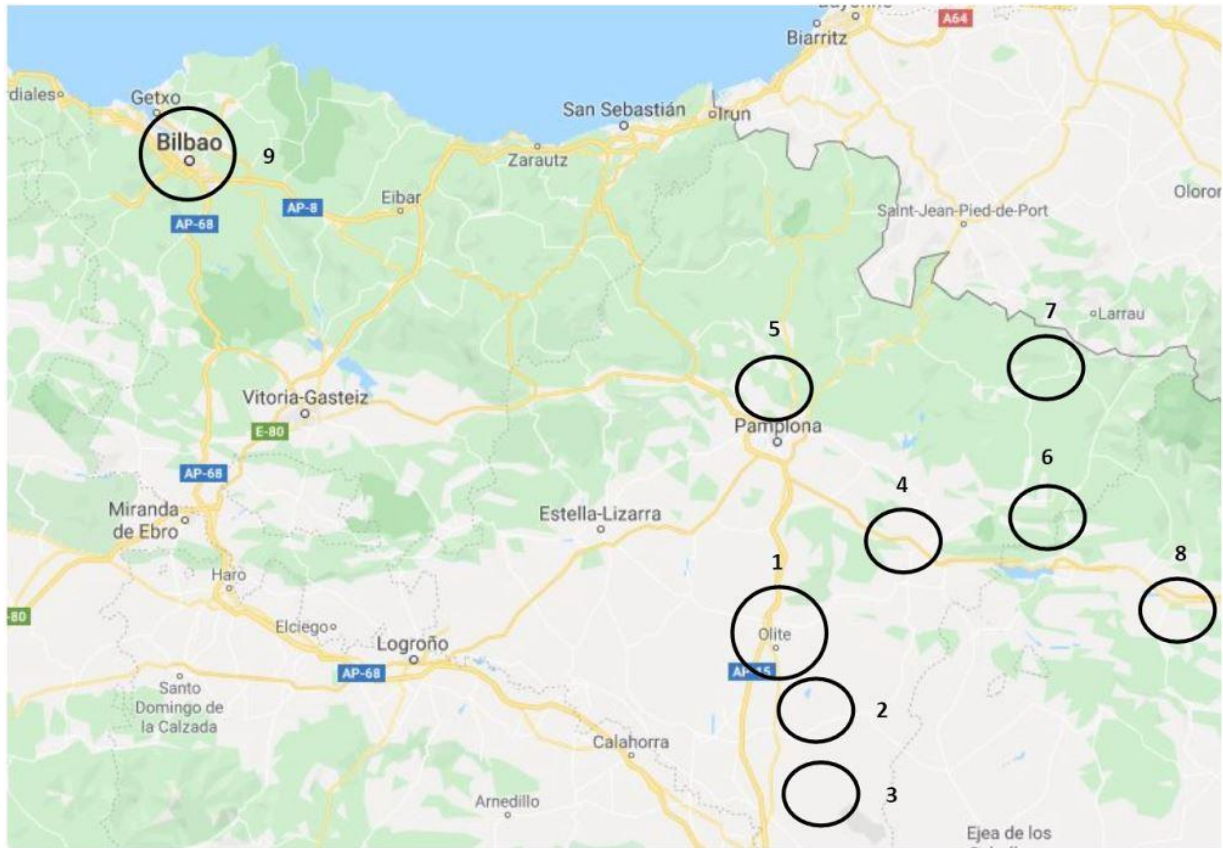 Biarritz
A64
rdiales
Getxo
San Sebastián
Irun
Bilbao
9
Zarautz
Eibar
AP-8
AP-68
Saint-Jean-Pied-de-Port
Oloror
7
Larrau
5
Vitoria-Gasteiz
E-80
Pamplona
AP-68
6
Miranda
de Ebro
Estella-Lizarra
4
1
8
Haro
-80
Elciego
Logroño
Olite
AP-68
AP-15
Santo
Domingo de
la Calzada
2
Calahorra
Arnedillo
3
Ejea de los